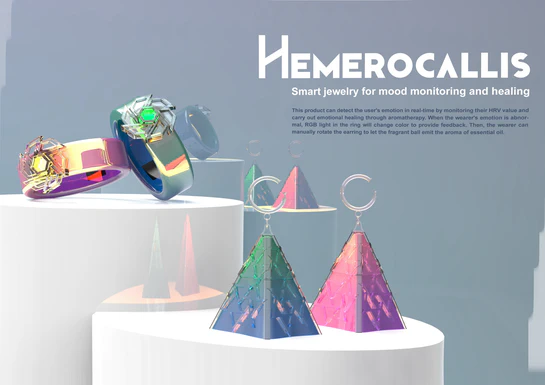 HEMEROCALLIS
Smart jewelry for mood monitoring and healing
This product can detect the user's emotion in real-time by monitoring their HRV value and
carry out emotional healing through aromatherapy. When the wearer's emotion is abnor-
mal, RGB light in the ring will change color to provide feedback. Then, the wearer can
manually rotate the earring to let the fragrant ball emit the aroma of essential oil.